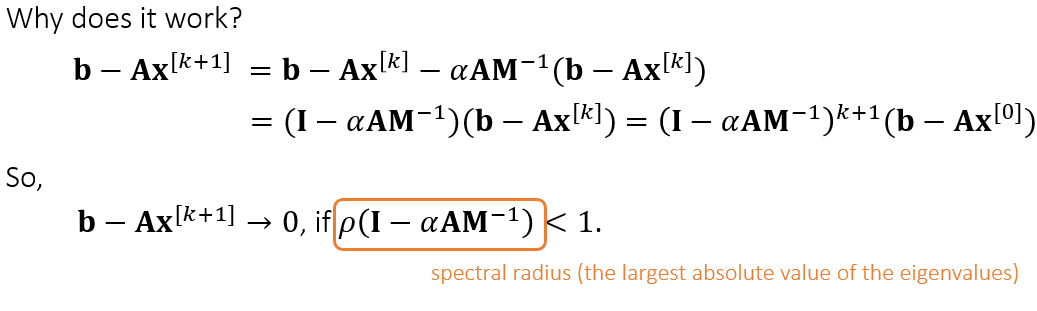 Why does it work?
𝐛 − 𝐀𝐱^[k+1] = 𝐛 − 𝐀𝐱^[k] − α𝐀𝐌^−1(𝐛 − 𝐀𝐱^[k])
= (𝐈 − α𝐀𝐌^−1)(𝐛 − 𝐀𝐱^[k]) = (𝐈 − α𝐀𝐌^−1)^k+1(𝐛 − 𝐀𝐱^[0])
So,
𝐛 − 𝐀𝐱^[k+1] → 0, if ρ(𝐈 − α𝐀𝐌^−1) < 1.
spectral radius (the largest absolute value of the eigenvalues)